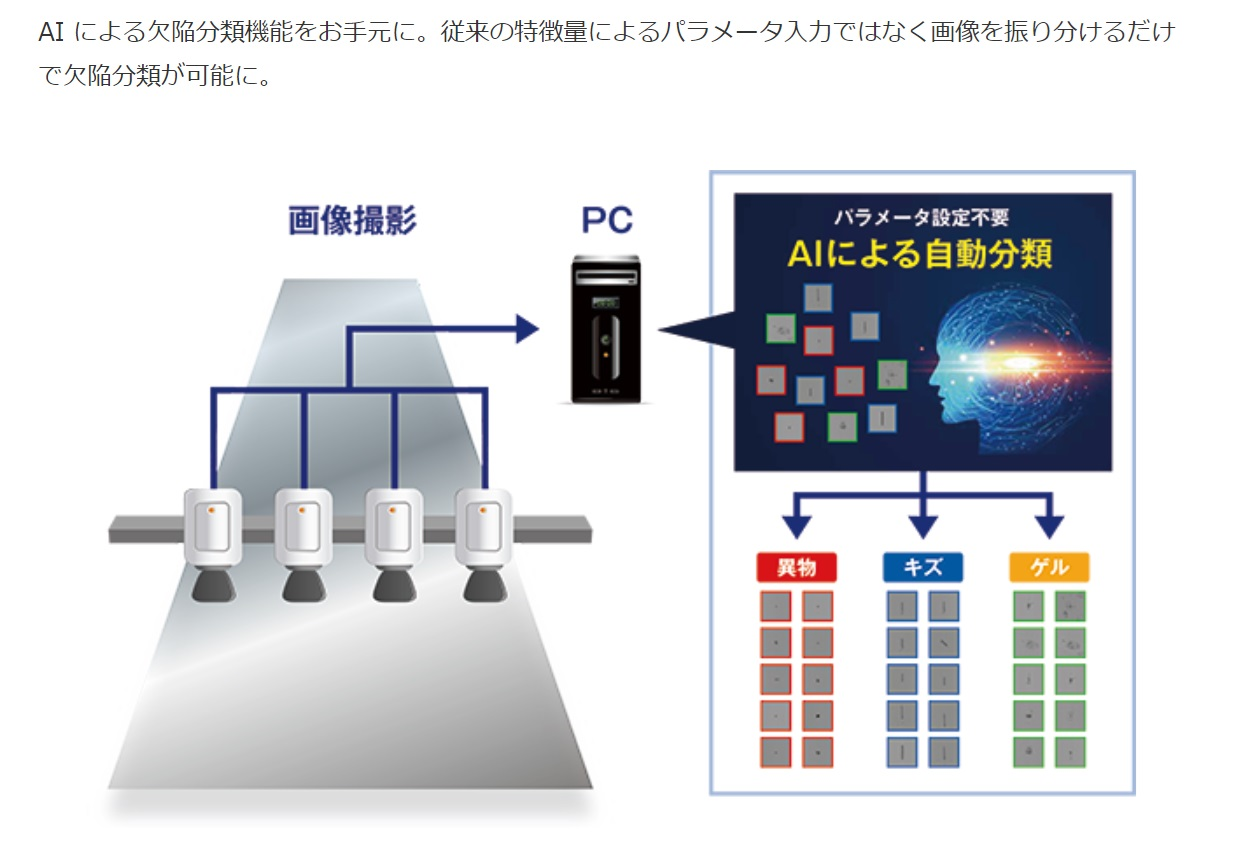 AI による欠陥分類機能をお手元に。従来の特徴量によるパラメータ入力ではなく画像を振り分けるだけ
で欠陥分類が可能に。
画像撮影
PC
パラメータ設定不要
AIによる自動分類
異物
キズ
ゲル